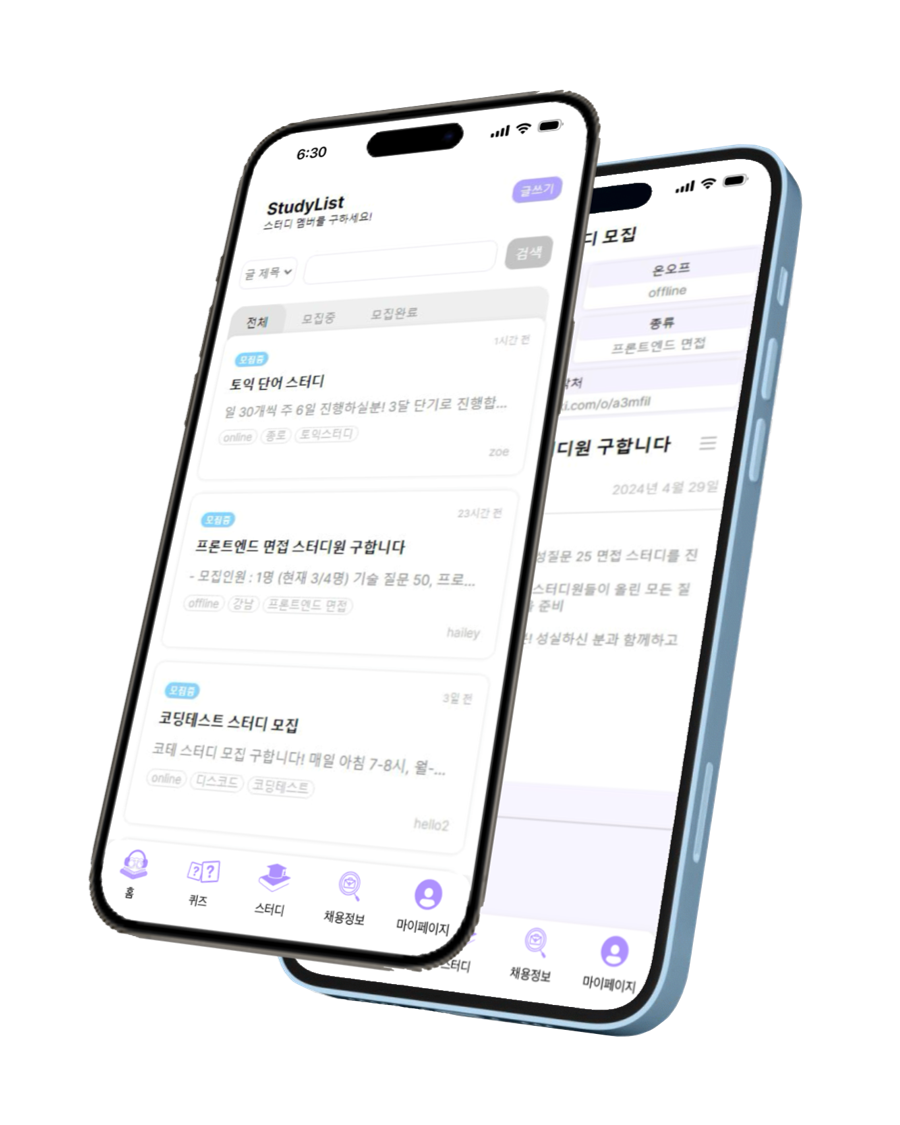 6:30
StudyList
스터디 멤버를 구하세요!
글쓰기
글 제목
검색
전체 모집중 모집완료
모집중
1시간 전
토익 단어 스터디
일 30개씩 주 6일 진행하실분! 3달 단기로 진행합...
online 종로 토익스터디
zoe
모집중
23시간 전
프론트엔드 면접 스터디원 구합니다
- 모집인원 : 1명 (현재 3/4명) 기술 질문 50, 프로...
offline 강남 프론트엔드 면접
hailey
모집중
3일 전
코딩테스트 스터디 모집
코테 스터디 모집 구합니다! 매일 아침 7-8시, 월-...
online 디스코드 코딩테스트
hello2
홈 퀴즈 스터디 채용정보 마이페이지
디 모집
온오프
offline
종류
프론트엔드 면접
락처
.com/o/a3mfil
디원 구합니다
2024년 4월 29일
성질문 25 면접 스터디를 진
스터디원들이 올린 모든 질
준비
! 성실하신 분과 함께하고
스터디 채용정보 마이페이지